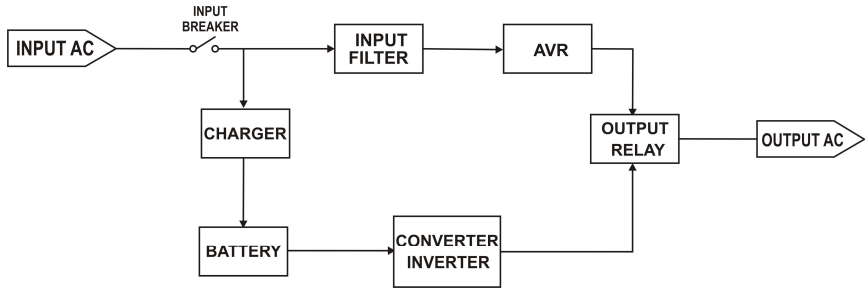 INPUT
BREAKER
INPUT AC
INPUT
FILTER
AVR
CHARGER
OUTPUT
RELAY
OUTPUT AC
BATTERY
CONVERTER
INVERTER